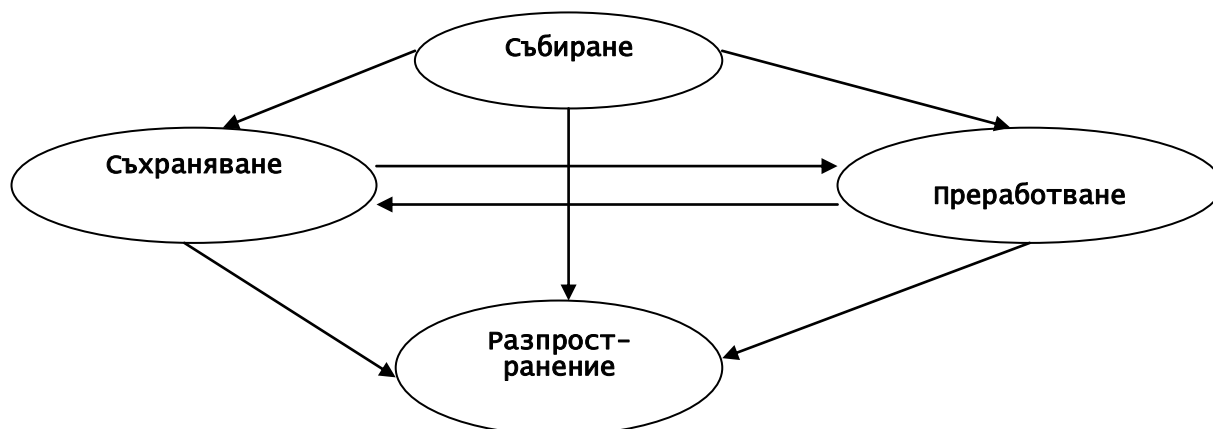 Събиране
Съхраняване
Преработване
Разпрост-
ранение